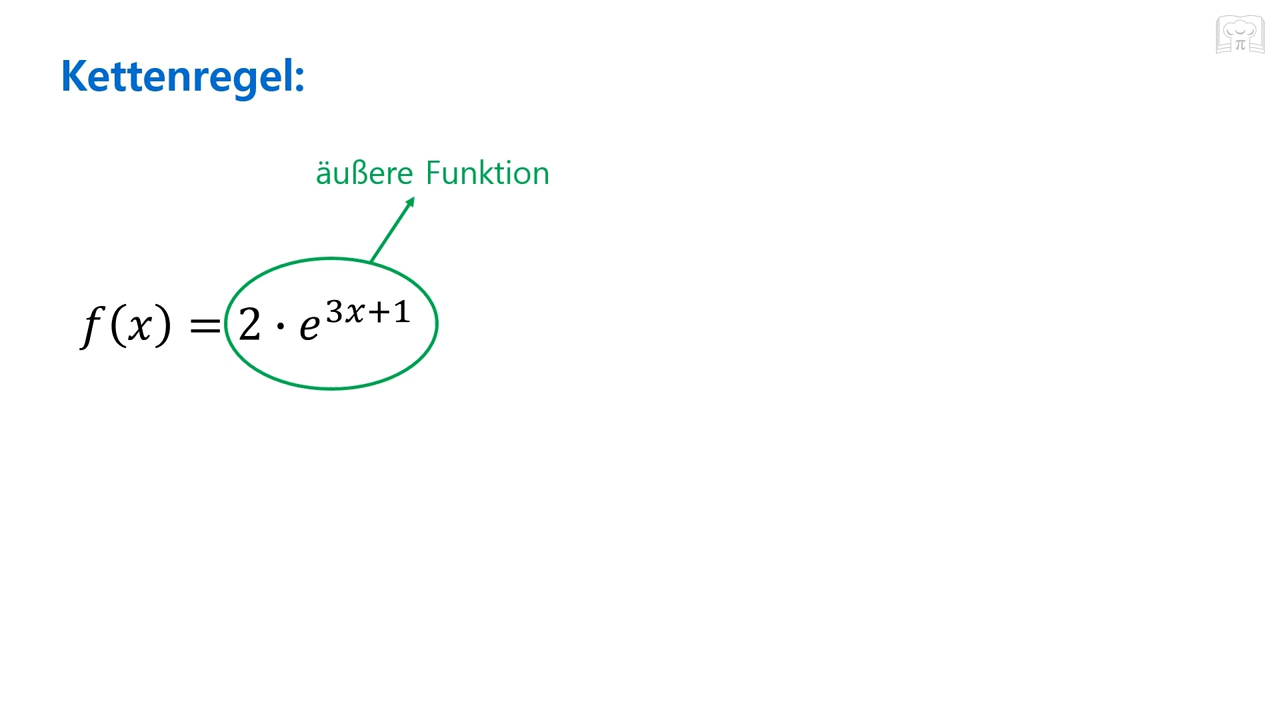 Kettenregel:
äußere Funktion
f(x) = 2 · e^{3x+1}
π